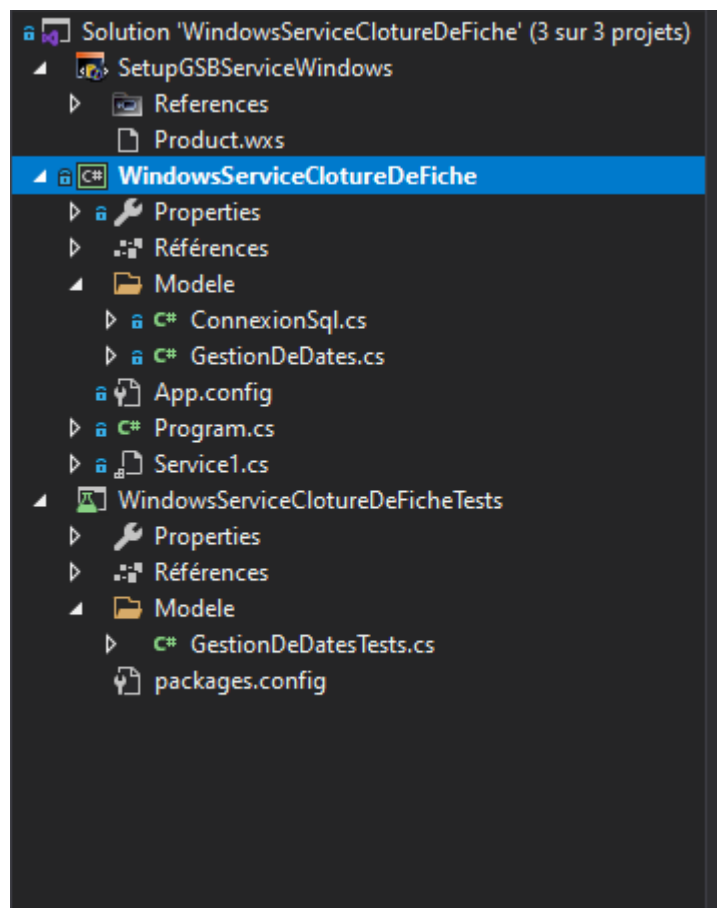 Solution 'WindowsServiceClotureDeFiche' (3 sur 3 projets)
SetupGSBServiceWindows
References
Product.wxs
C# WindowsServiceClotureDeFiche
Properties
Références
Modele
C# ConnexionSql.cs
C# GestionDeDates.cs
App.config
C# Program.cs
Service1.cs
WindowsServiceClotureDeFicheTests
Properties
Références
Modele
C# GestionDeDatesTests.cs
packages.config